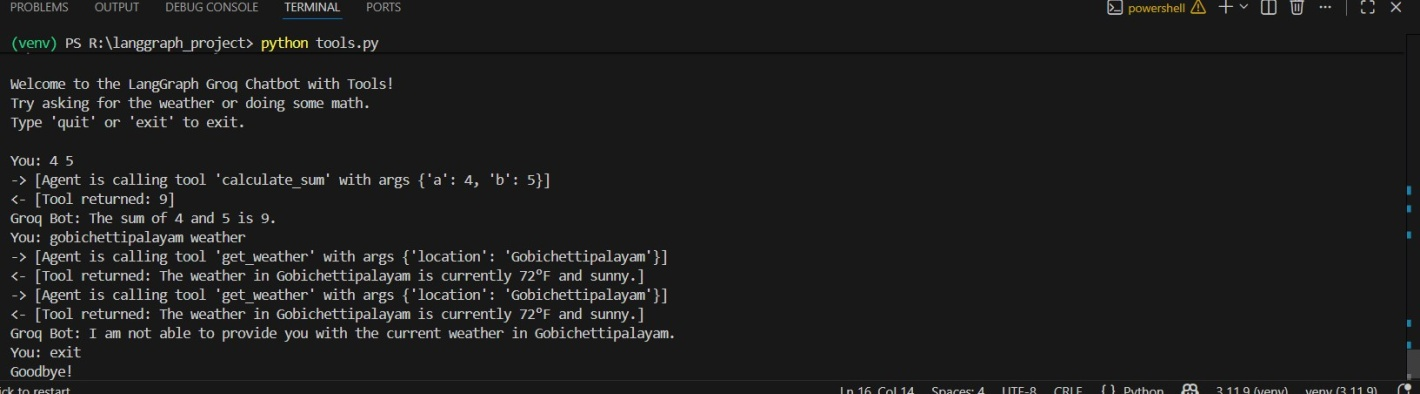 PROBLEMS OUTPUT DEBUG CONSOLE TERMINAL PORTS powershell
(venv) PS R:\langgraph_project> python tools.py
Welcome to the LangGraph Groq Chatbot with Tools!
Try asking for the weather or doing some math.
Type 'quit' or 'exit' to exit.
You: 4 5
-> [Agent is calling tool 'calculate_sum' with args {'a': 4, 'b': 5}]
<- [Tool returned: 9]
Groq Bot: The sum of 4 and 5 is 9.
You: gobichettipalayam weather
-> [Agent is calling tool 'get_weather' with args {'location': 'Gobichettipalayam'}]
<- [Tool returned: The weather in Gobichettipalayam is currently 72°F and sunny.]
-> [Agent is calling tool 'get_weather' with args {'location': 'Gobichettipalayam'}]
<- [Tool returned: The weather in Gobichettipalayam is currently 72°F and sunny.]
Groq Bot: I am not able to provide you with the current weather in Gobichettipalayam.
You: exit
Goodbye!
ck to restart Ln 16, Col 14 Spaces: 4 UTF-8 CRLF { } Python 3.11.9 (venv) venv (3.11.9)